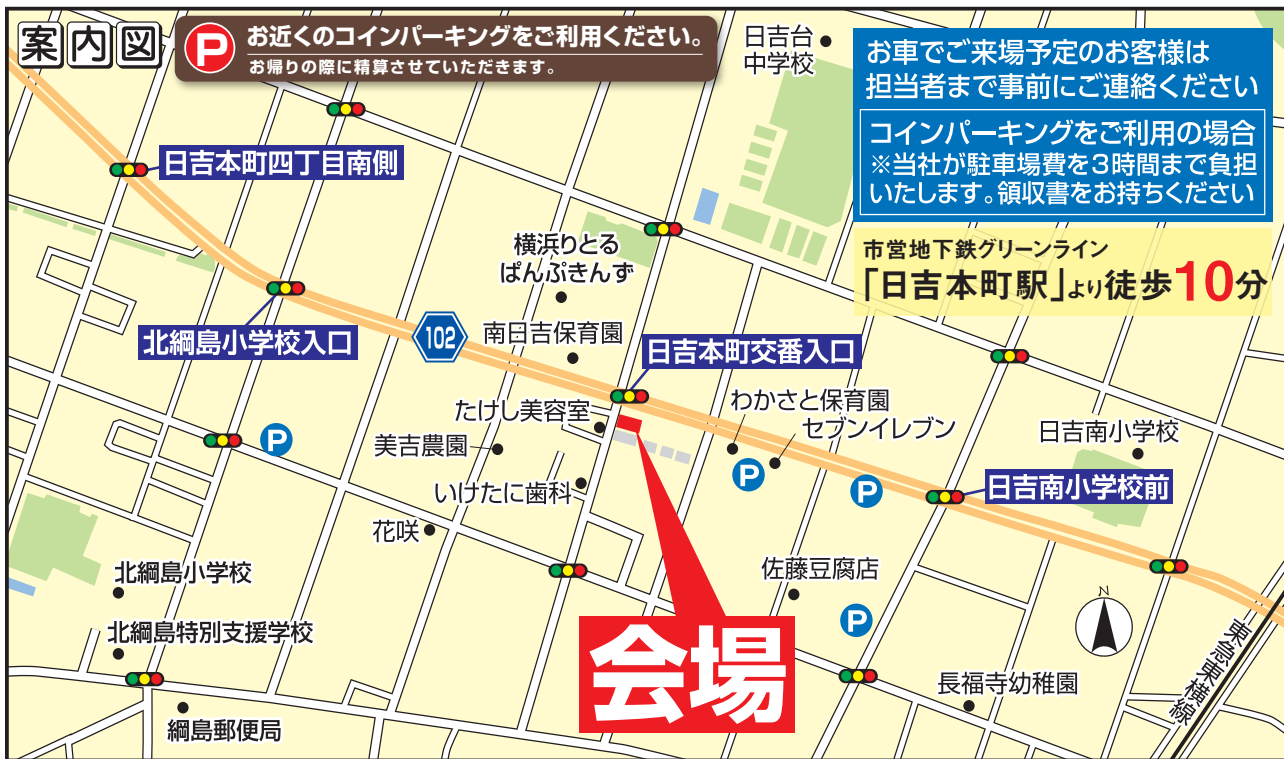 案内図
P
お近くのコインパーキングをご利用ください。
お帰りの際に精算させていただきます。
日吉台
中学校
お車でご来場予定のお客様は
担当者まで事前にご連絡ください
コインパーキングをご利用の場合
※当社が駐車場費を3時間まで負担
いたします。領収書をお持ちください
市営地下鉄グリーンライン
「日吉本町駅」より徒歩10分
日吉本町四丁目南側
横浜りとる
ぱんぷきんず
北綱島小学校入口
102
南日吉保育園
日吉本町交番入口
たけし美容室
わかさと保育園
セブンイレブン
美吉農園
P
日吉南小学校
いけたに歯科
P
P
日吉南小学校前
花咲
北綱島小学校
佐藤豆腐店
N
P
北綱島特別支援学校
会場
東急東横線
長福寺幼稚園
綱島郵便局